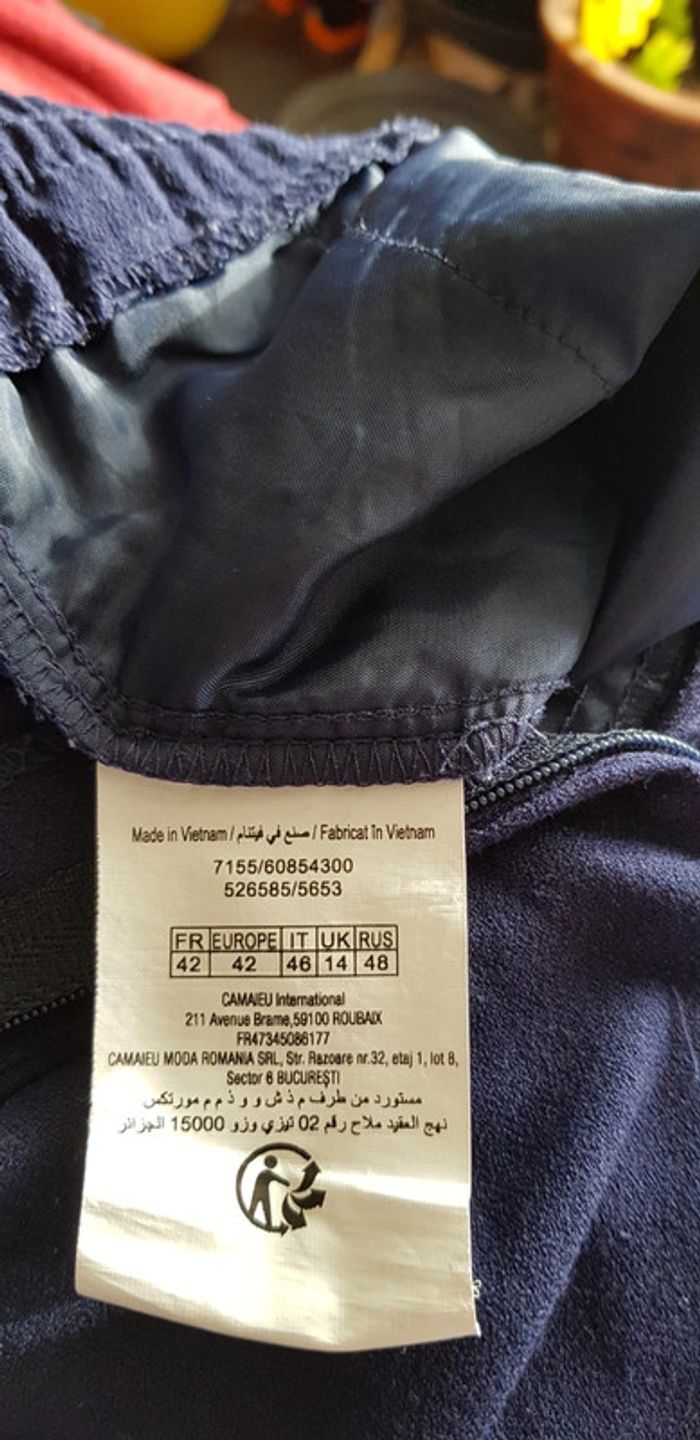 Made in Vietnam / صنع في فيتنام / Fabricat în Vietnam
7155/60854300
526585/5653
FR EUROPE IT UK RUS
42 42 46 14 48
CAMAIEU International
211 Avenue Brame,59100 ROUBAIX
FR47345086177
CAMAIEU MODA ROMANIA SRL, Str. Razoare nr.32, etaj 1, lot 8,
Sector 6 BUCUREŞTI
مستورد من طرف م ذ ش و و ذ م م مورتكس
نهج العقيد ملاح رقم 02 تيزي وزو 15000 الجزائر